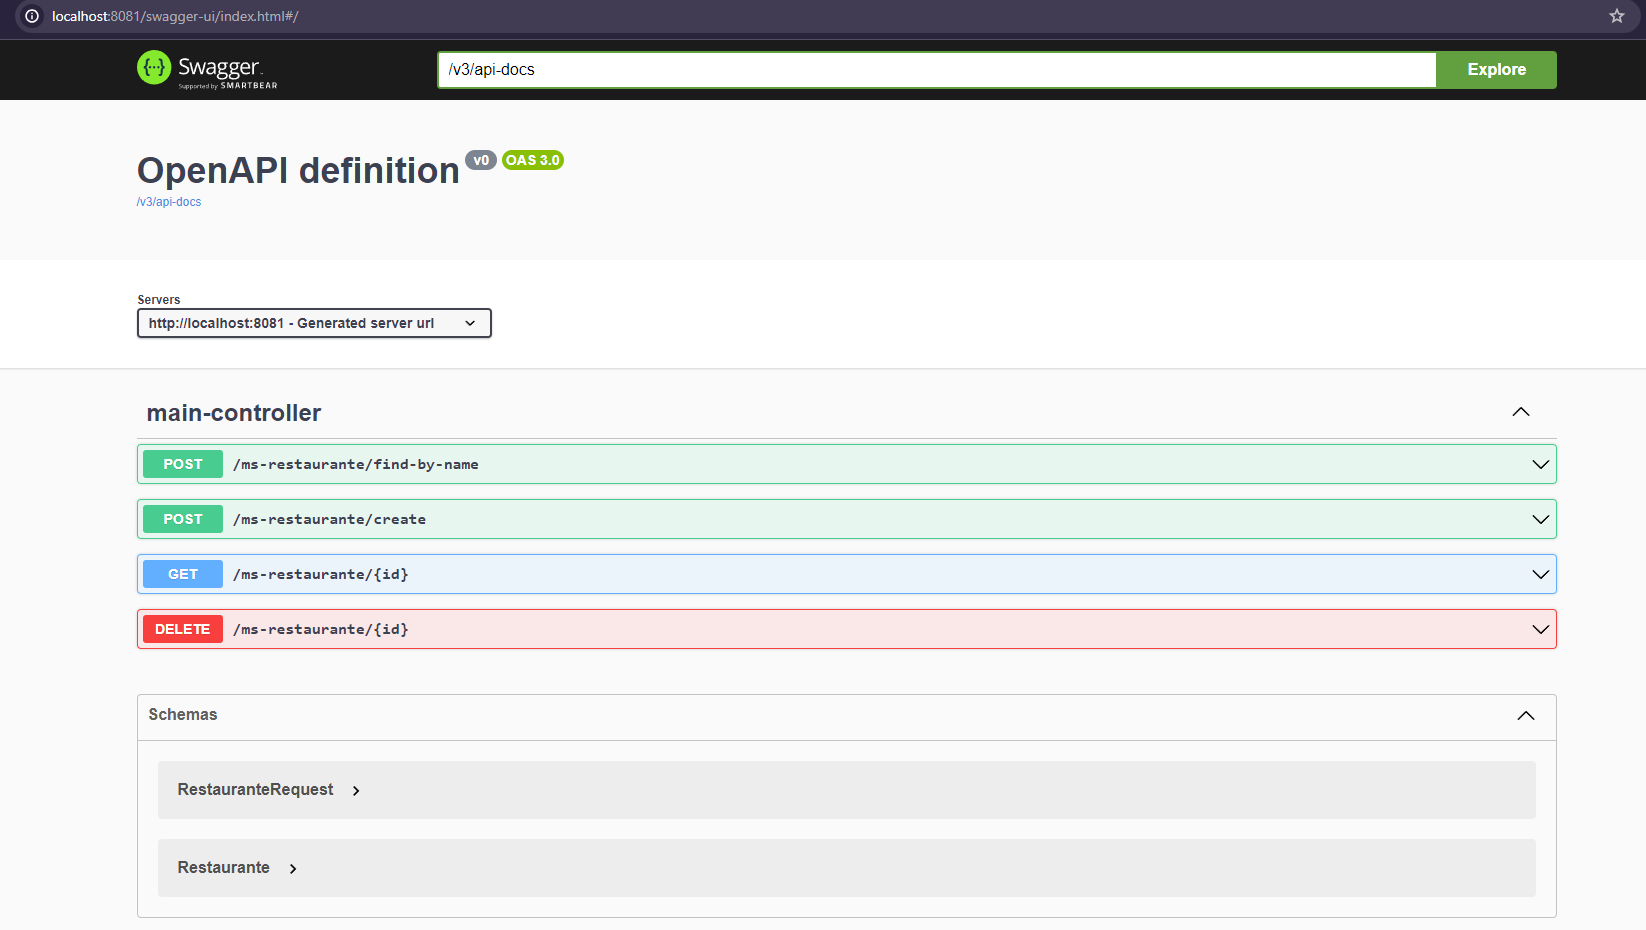 localhost:8081/swagger-ui/index.html#/
Swagger
Supported by SMARTBEAR
/v3/api-docs
Explore
OpenAPI definition v0 OAS 3.0
/v3/api-docs
Servers
http://localhost:8081 - Generated server url
main-controller
POST /ms-restaurante/find-by-name
POST /ms-restaurante/create
GET /ms-restaurante/{id}
DELETE /ms-restaurante/{id}
Schemas
RestauranteRequest
Restaurante